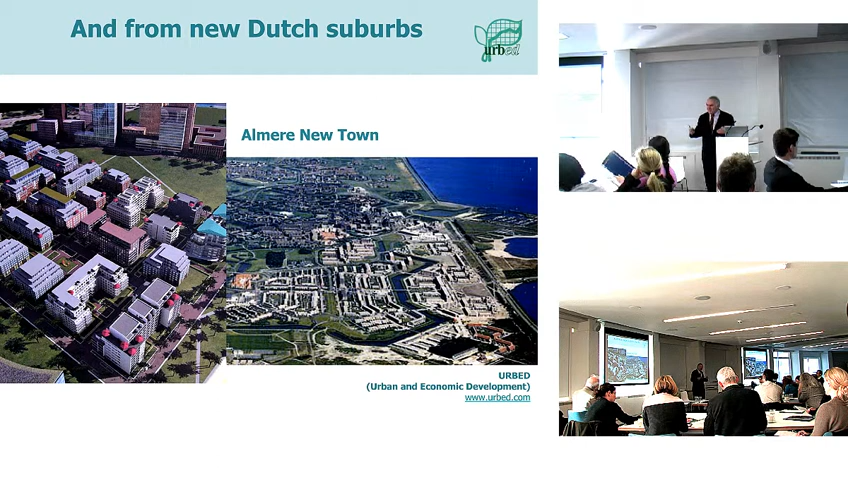 And from new Dutch suburbs
urbed
Almere New Town
URBED
(Urban and Economic Development)
www.urbed.com